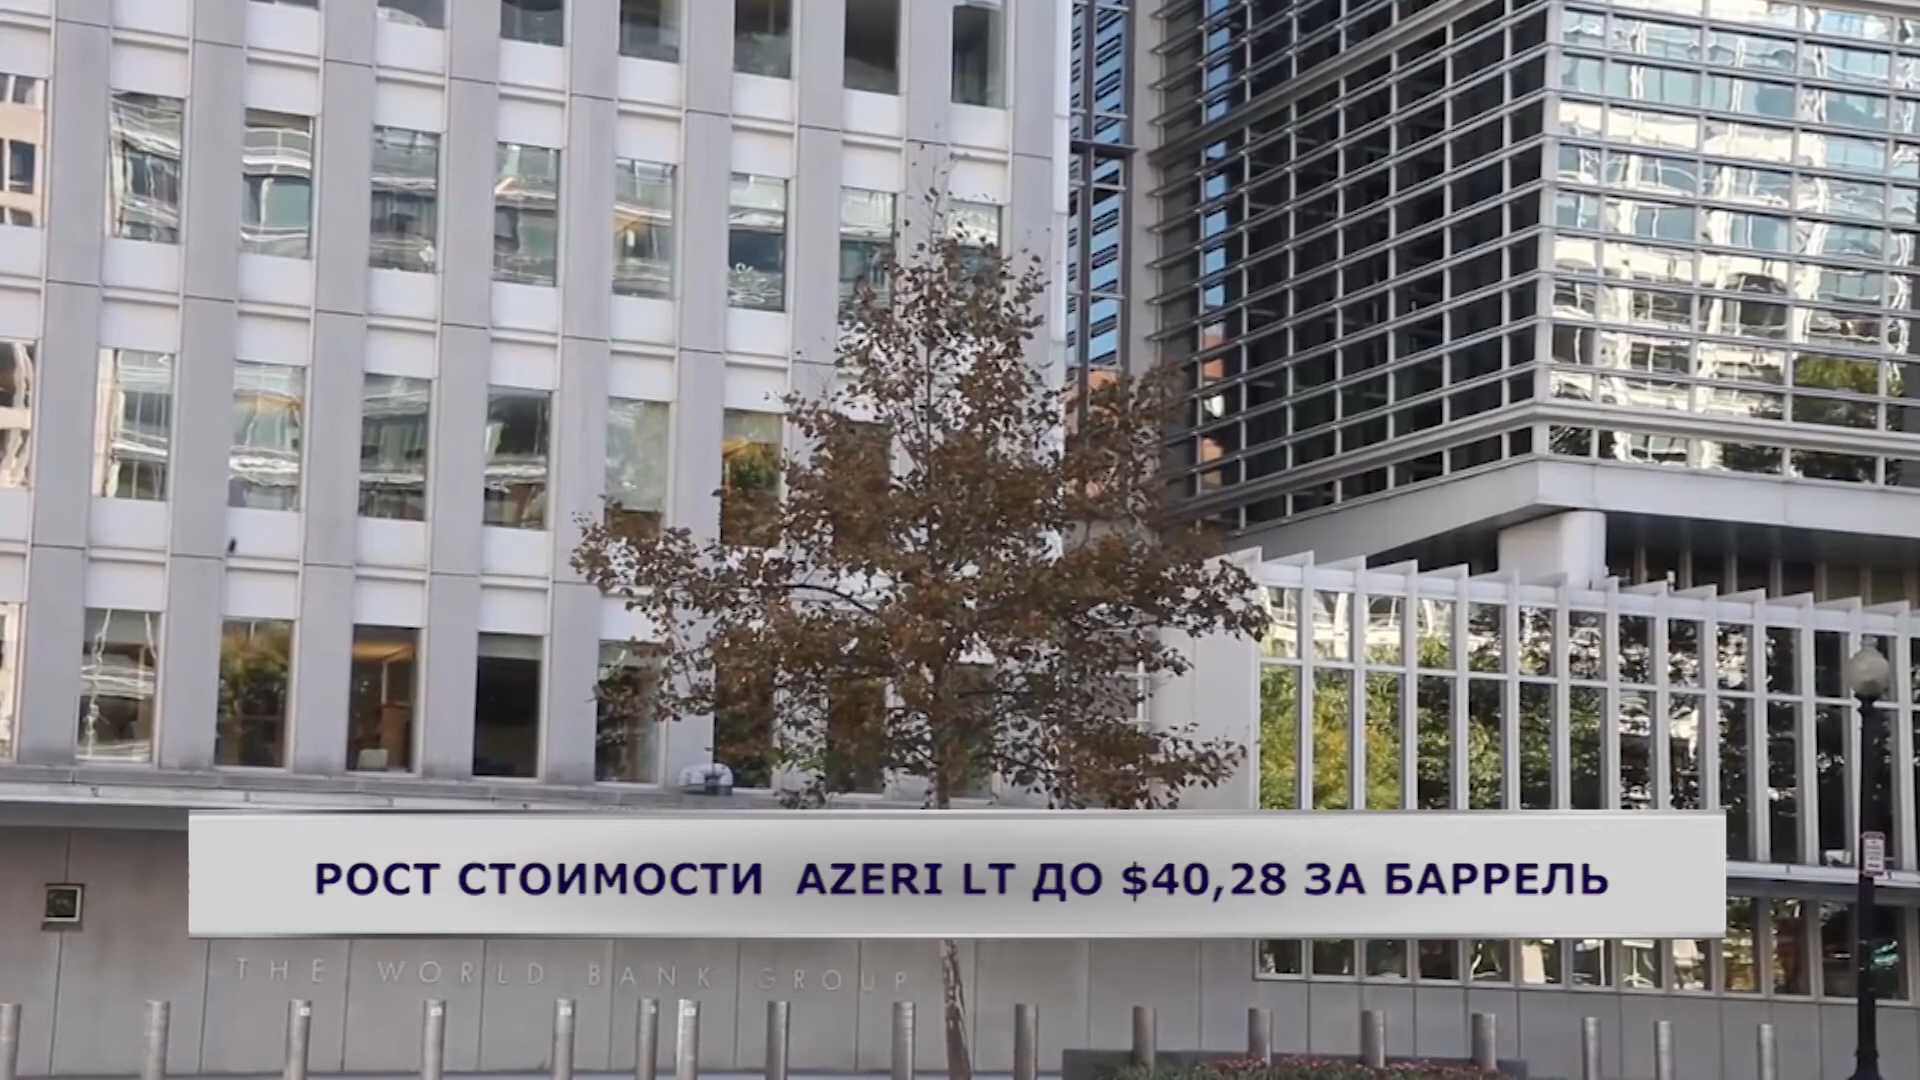 РОСТ СТОИМОСТИ AZERI LT ДО $40,28 ЗА БАРРЕЛЬ
THE WORLD BANK GROUP